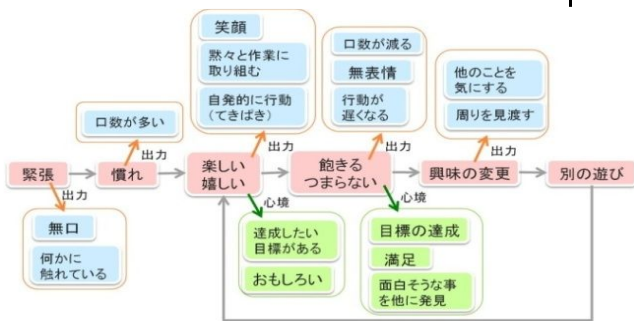 笑顔
黙々と作業に
取り組む
自発的に行動
(てきぱき)
口数が減る
無表情
行動が
遅くなる
他のことを
気にする
周りを見渡す
口数が多い
出力
出力
出力
出力
緊張
慣れ
楽しい
嬉しい
飽きる
つまらない
興味の変更
別の遊び
出力
心境
心境
無口
何かに
触れている
達成したい
目標がある
おもしろい
目標の達成
満足
面白そうな事
を他に発見